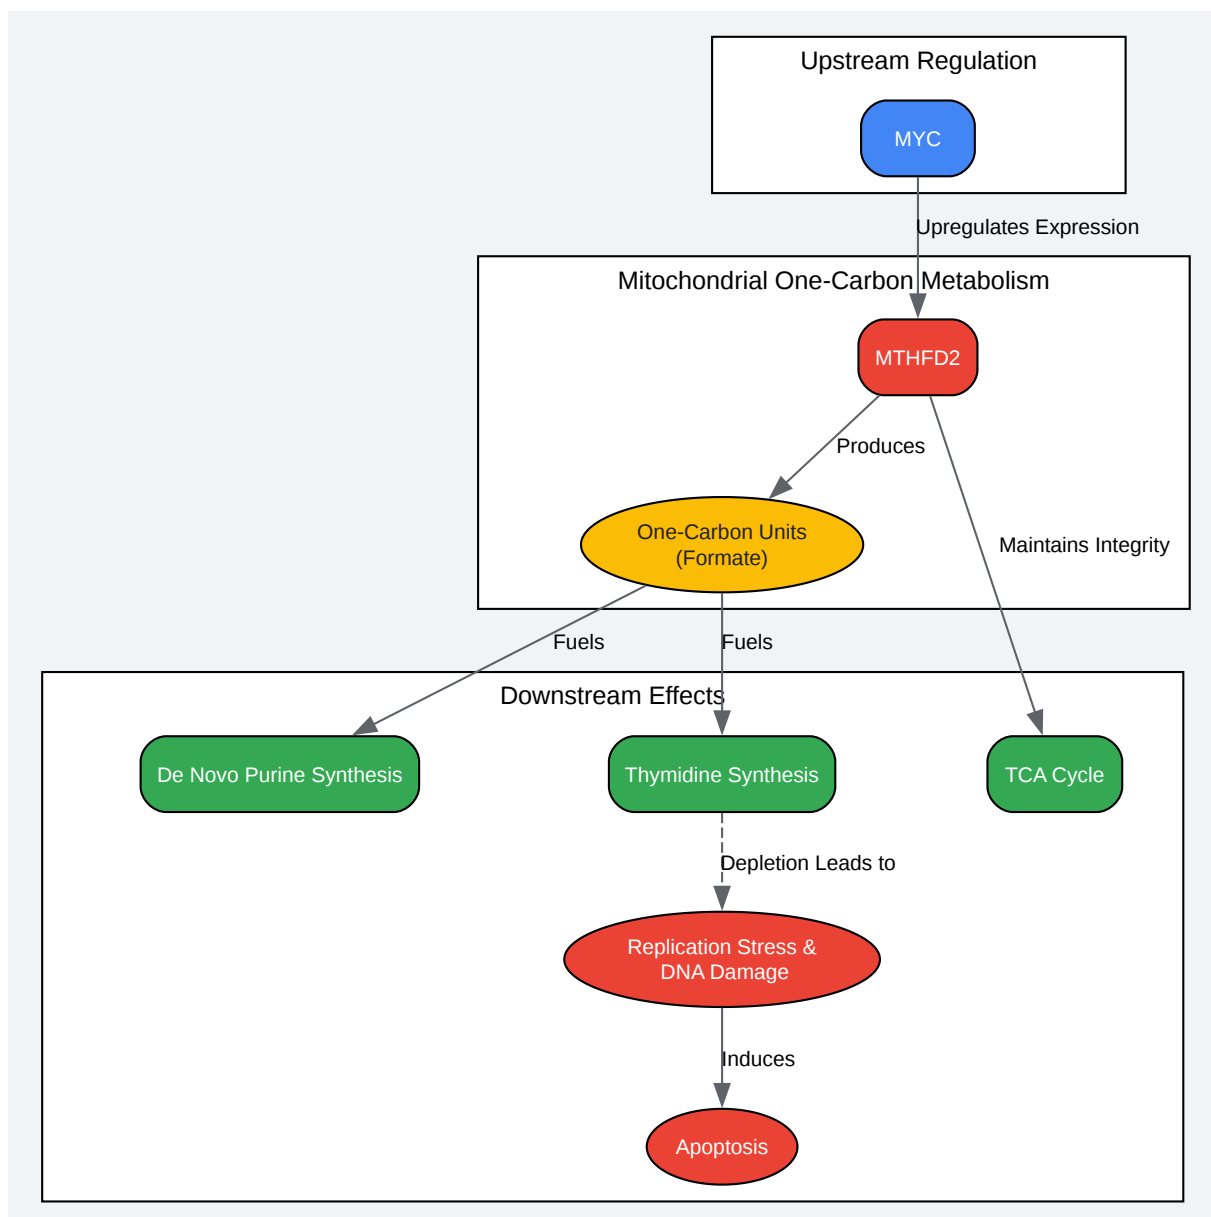 Upstream Regulation
MYC
Upregulates Expression
Mitochondrial One-Carbon Metabolism
MTHFD2
Produces
One-Carbon Units
(Formate)
Maintains Integrity
Fuels
Fuels
Downstream Effects
De Novo Purine Synthesis
Thymidine Synthesis
TCA Cycle
Depletion Leads to
Replication Stress &
DNA Damage
Induces
Apoptosis